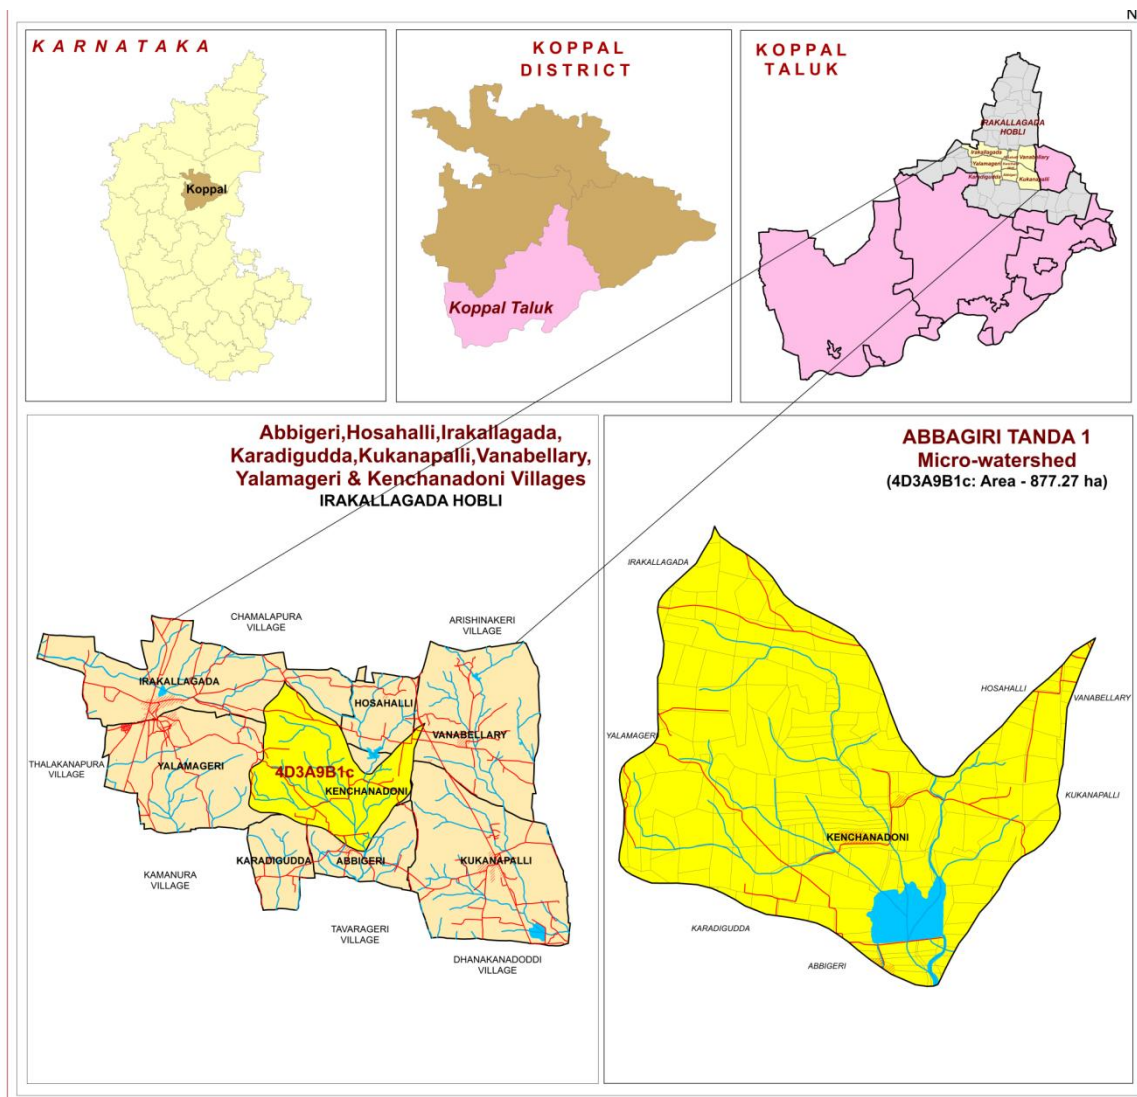 N
KARNATAKA
Koppal
KOPPAL
DISTRICT
Koppal Taluk
KOPPAL
TALUK
IRAKALLAGADA
HOBLI
Irakallagada
Vanabellary
Yalamageri
Karadigudda
Kukanapalli
Abbigeri,Hosahalli,Irakallagada,
Karadigudda,Kukanapalli,Vanabellary,
Yalamageri & Kenchanadoni Villages
IRAKALLAGADA HOBLI
CHAMALAPURA
VILLAGE
ARISHINAKERI
VILLAGE
IRAKALLAGADA
HOSAHALLI
VANABELLARY
THALAKANAPURA
VILLAGE
YALAMAGERI
4D3A9B1c
KENCHANADONI
KARADIGUDDA
ABBIGERI
KUKANAPALLI
KAMANURA
VILLAGE
TAVARAGERI
VILLAGE
DHANAKANADODDI
VILLAGE
ABBAGIRI TANDA 1
Micro-watershed
(4D3A9B1c: Area - 877.27 ha)
IRAKALLAGADA
HOSAHALLI
VANABELLARY
YALAMAGERI
KUKANAPALLI
KENCHANADONI
KARADIGUDDA
ABBIGERI